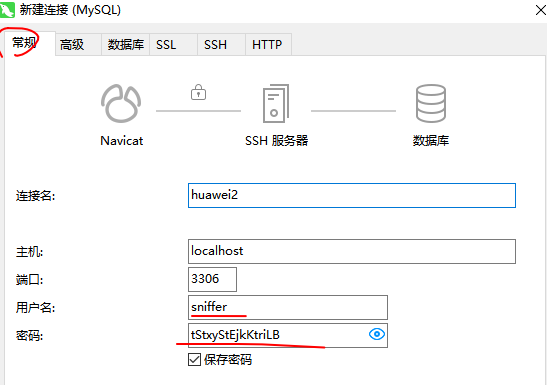 新建连接 (MySQL)
常规 高级 数据库 SSL SSH HTTP
Navicat SSH 服务器 数据库
连接名: huawei2
主机: localhost
端口: 3306
用户名: sniffer
密码: tStxyStEjkKtriLB
保存密码